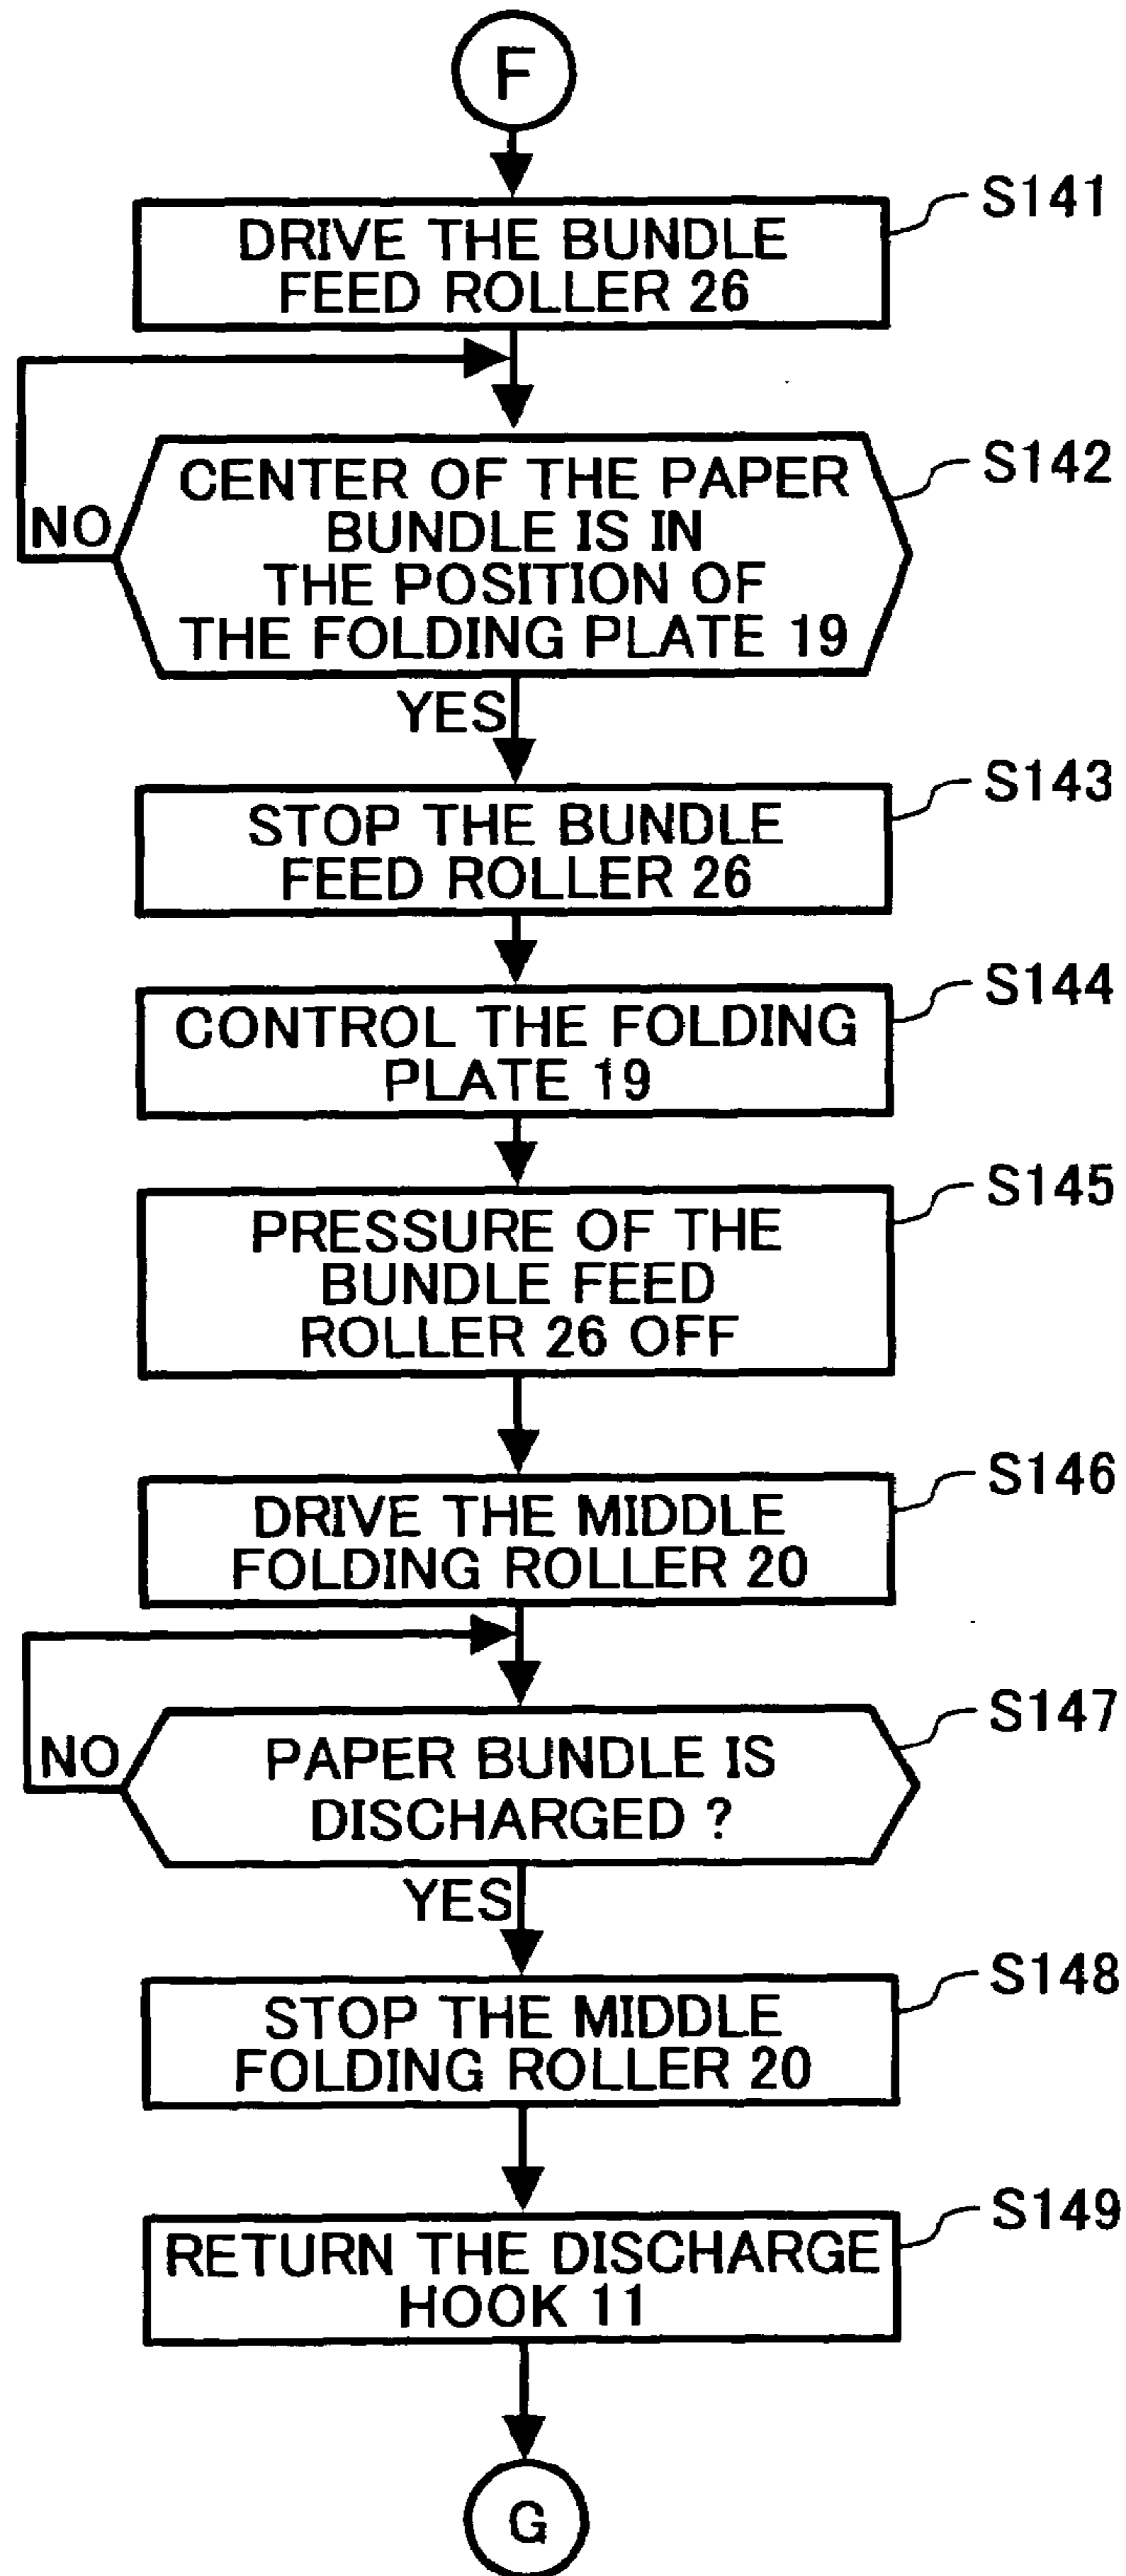 F
S141
DRIVE THE BUNDLE
FEED ROLLER 26
S142
CENTER OF THE PAPER
BUNDLE IS IN
THE POSITION OF
THE FOLDING PLATE 19
NO
YES
S143
STOP THE BUNDLE
FEED ROLLER 26
S144
CONTROL THE FOLDING
PLATE 19
S145
PRESSURE OF THE
BUNDLE FEED
ROLLER 26 OFF
S146
DRIVE THE MIDDLE
FOLDING ROLLER 20
S147
NO
PAPER BUNDLE IS
DISCHARGED ?
YES
S148
STOP THE MIDDLE
FOLDING ROLLER 20
S149
RETURN THE DISCHARGE
HOOK 11
G